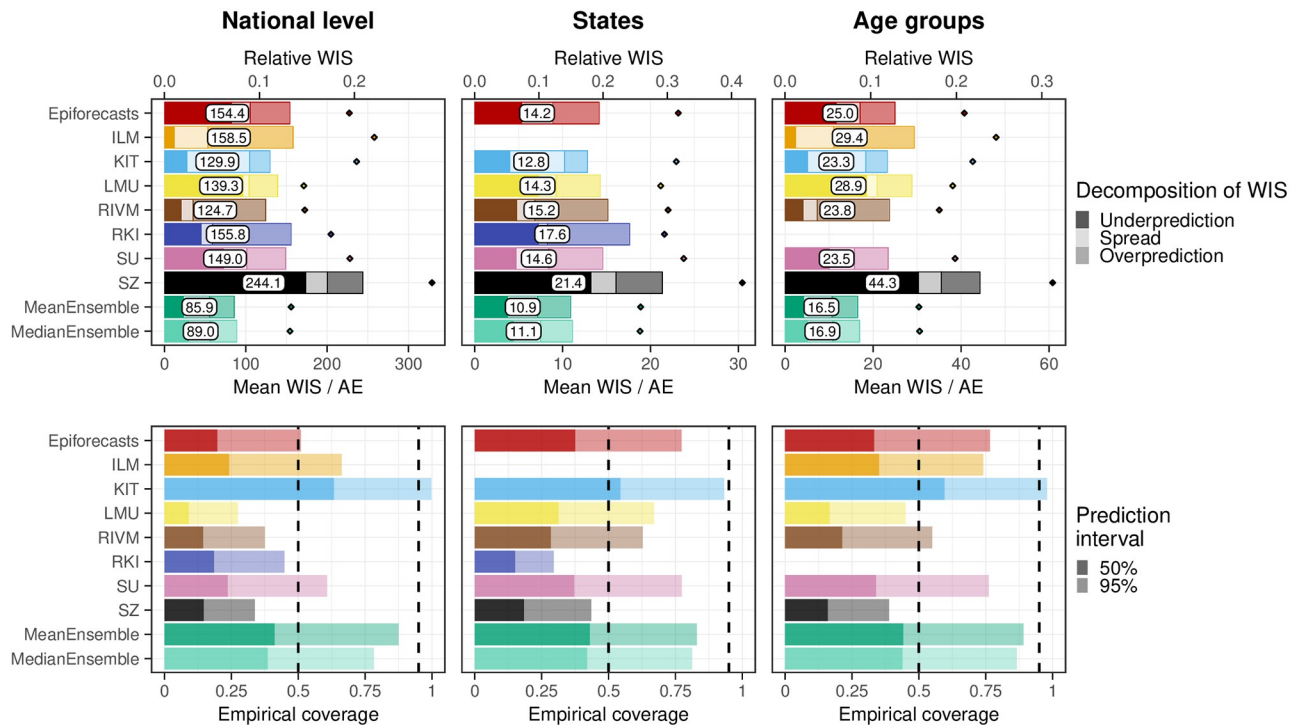 National level
States
Age groups
Relative WIS
Relative WIS
Relative WIS
0.0 0.1 0.2
0.0 0.1 0.2 0.3 0.4
0.0 0.1 0.2 0.3
Epiforecasts 154.4 14.2 25.0
ILM 158.5 29.4
KIT 129.9 12.8 23.3
LMU 139.3 14.3 28.9
RIVM 124.7 15.2 23.8
RKI 155.8 17.6
SU 149.0 14.6 23.5
SZ 244.1 21.4 44.3
MeanEnsemble 85.9 10.9 16.5
MedianEnsemble 89.0 11.1 16.9
0 100 200 300
0 10 20 30
0 20 40 60
Mean WIS / AE
Mean WIS / AE
Mean WIS / AE
Decomposition of WIS
Underprediction
Spread
Overprediction
Epiforecasts
ILM
KIT
LMU
RIVM
RKI
SU
SZ
MeanEnsemble
MedianEnsemble
0 0.25 0.5 0.75 1
0 0.25 0.5 0.75 1
0 0.25 0.5 0.75 1
Empirical coverage
Empirical coverage
Empirical coverage
Prediction
interval
50%
95%